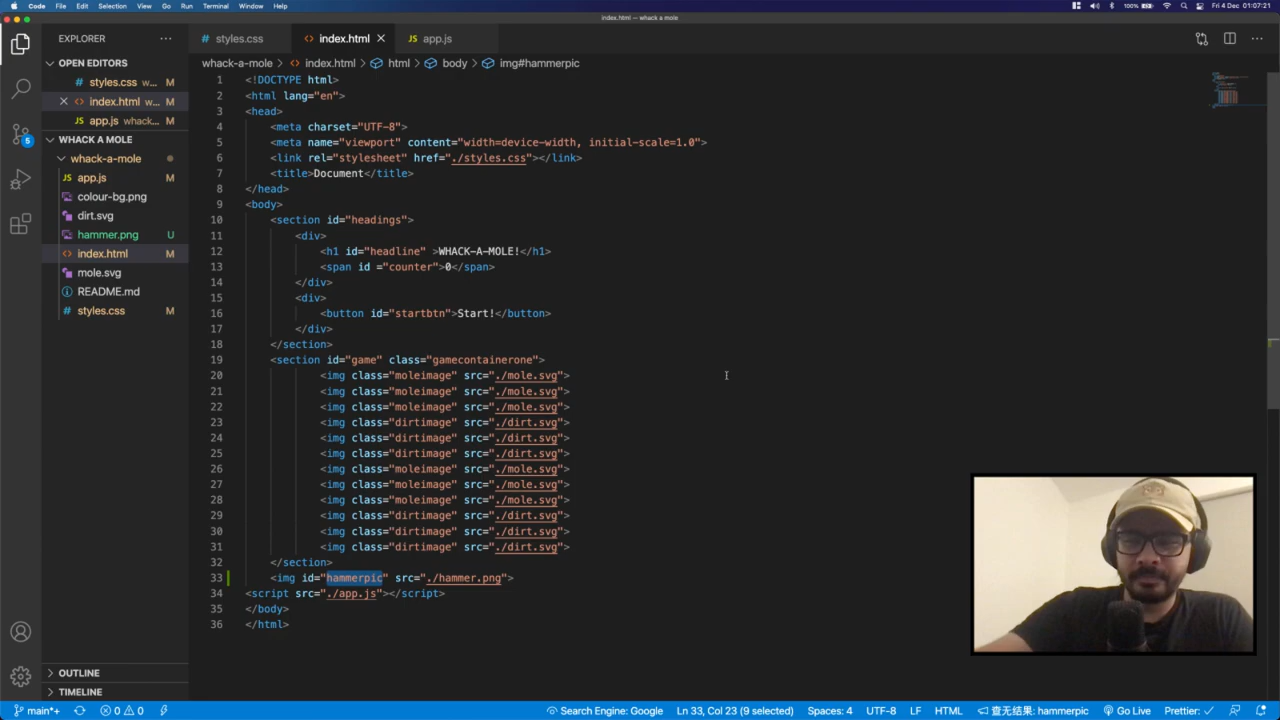 Code File Edit Selection View Go Run Terminal Window Help 100% Fri 4 Dec 01:07:21
index.html — whack a mole
EXPLORER ···
styles.css
index.html
app.js
OPEN EDITORS
styles.css w... M
index.html w... M
app.js whack... M
WHACK A MOLE
whack-a-mole
app.js M
colour-bg.png
dirt.svg
hammer.png U
index.html M
mole.svg
README.md
styles.css M
OUTLINE
TIMELINE
5
whack-a-mole > index.html > html > body > img#hammerpic
1 <!DOCTYPE html>
2 <html lang="en">
3 <head>
4 <meta charset="UTF-8">
5 <meta name="viewport" content="width=device-width, initial-scale=1.0">
6 <link rel="stylesheet" href="./styles.css"></link>
7 <title>Document</title>
8 </head>
9 <body>
10 <section id="headings">
11 <div>
12 <h1 id="headline" >WHACK-A-MOLE!</h1>
13 <span id ="counter">0</span>
14 </div>
15 <div>
16 <button id="startbtn">Start!</button>
17 </div>
18 </section>
19 <section id="game" class="gamecontainerone">
20 <img class="moleimage" src="./mole.svg">
21 <img class="moleimage" src="./mole.svg">
22 <img class="moleimage" src="./mole.svg">
23 <img class="dirtimage" src="./dirt.svg">
24 <img class="dirtimage" src="./dirt.svg">
25 <img class="dirtimage" src="./dirt.svg">
26 <img class="moleimage" src="./mole.svg">
27 <img class="moleimage" src="./mole.svg">
28 <img class="moleimage" src="./mole.svg">
29 <img class="dirtimage" src="./dirt.svg">
30 <img class="dirtimage" src="./dirt.svg">
31 <img class="dirtimage" src="./dirt.svg">
32 </section>
33 <img id="hammerpic" src="./hammer.png">
34 <script src="./app.js"></script>
35 </body>
36 </html>
main*+ 0 0 Search Engine: Google Ln 33, Col 23 (9 selected) Spaces: 4 UTF-8 LF HTML 查无结果: hammerpic Go Live Prettier: ✓